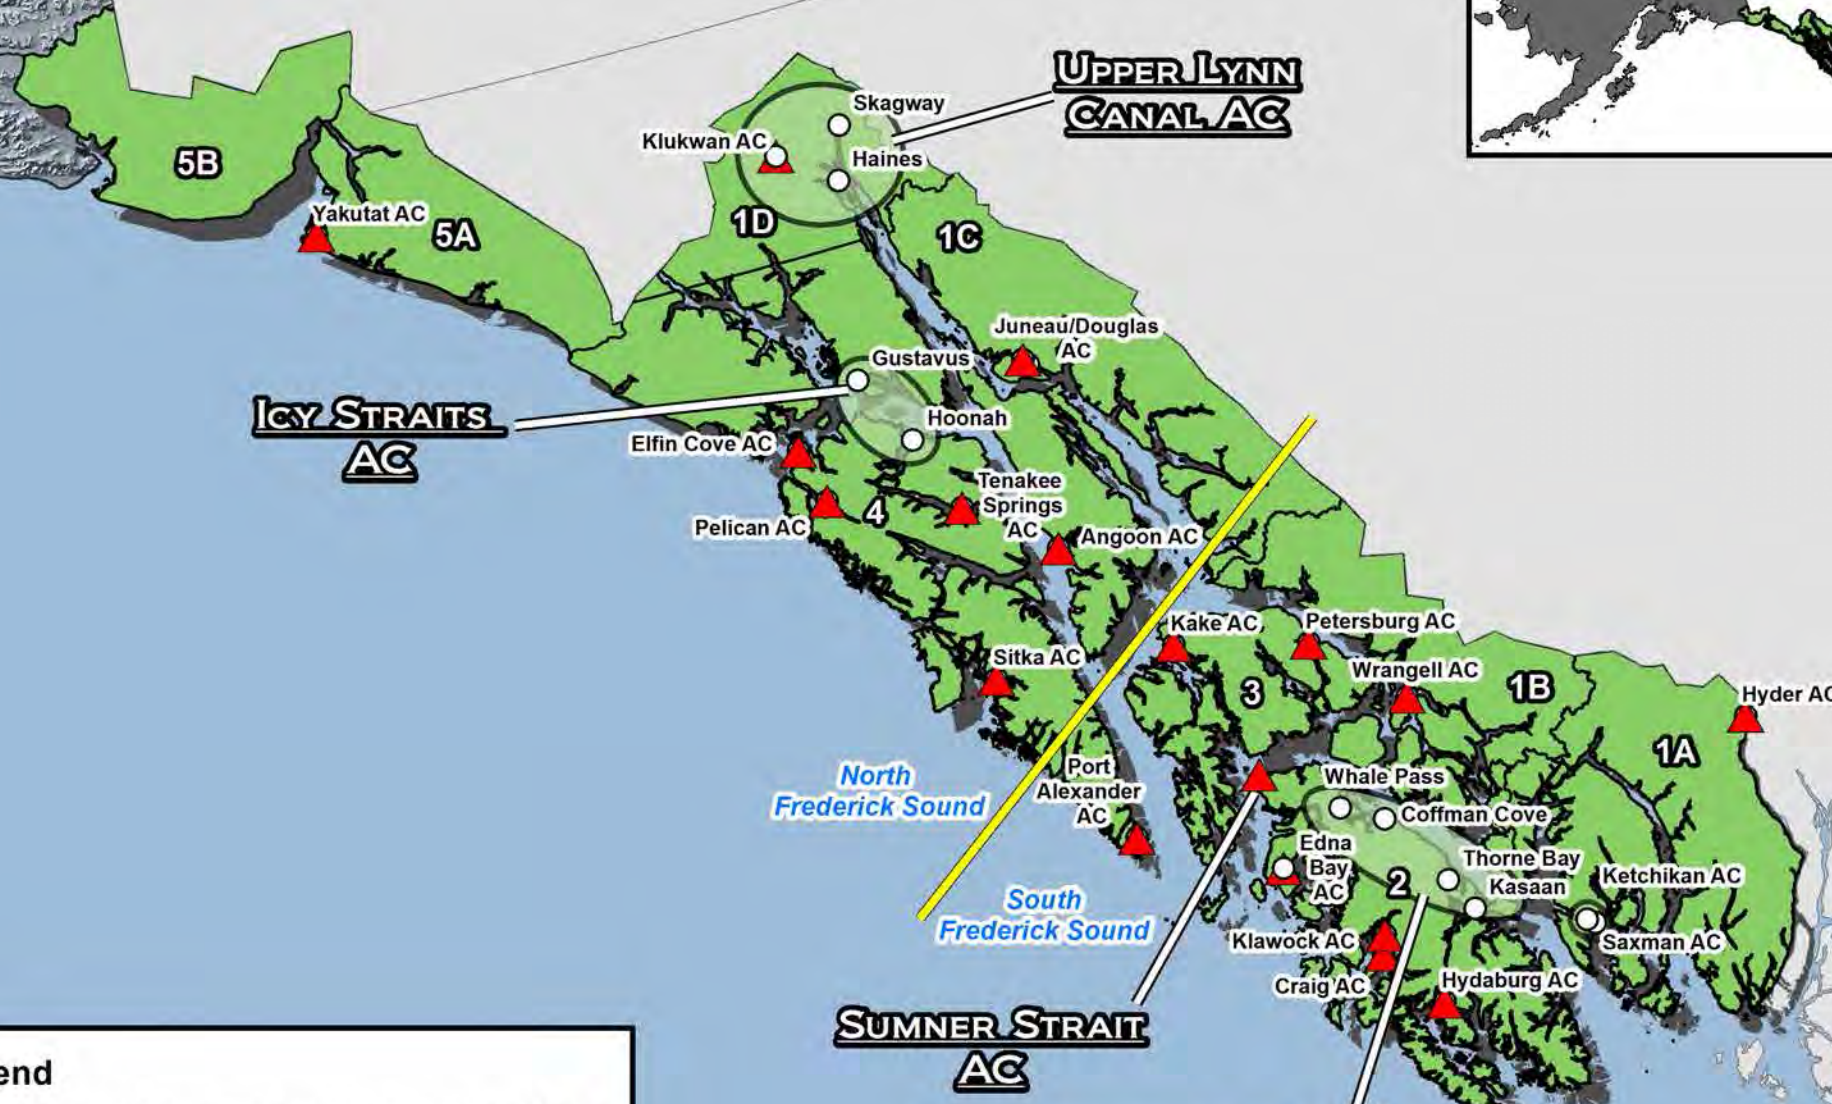 UPPER LYNN
CANAL AC
Skagway
Klukwan AC
Haines
5B
1D
1C
Yakutat AC
5A
Juneau/Douglas
AC
Gustavus
ICY STRAITS
AC
Hoonah
Elfin Cove AC
Tenakee
Springs
AC
4
Pelican AC
Angoon AC
Kake AC
Petersburg AC
Sitka AC
Wrangell AC
3
1B
Hyder AC
1A
North
Frederick Sound
Port
Alexander
AC
Whale Pass
Coffman Cove
Edna
Bay
AC
Thorne Bay
Kasaan
2
Ketchikan AC
South
Frederick Sound
Klawock AC
Saxman AC
Craig AC
Hydaburg AC
SUMNER STRAIT
AC
end